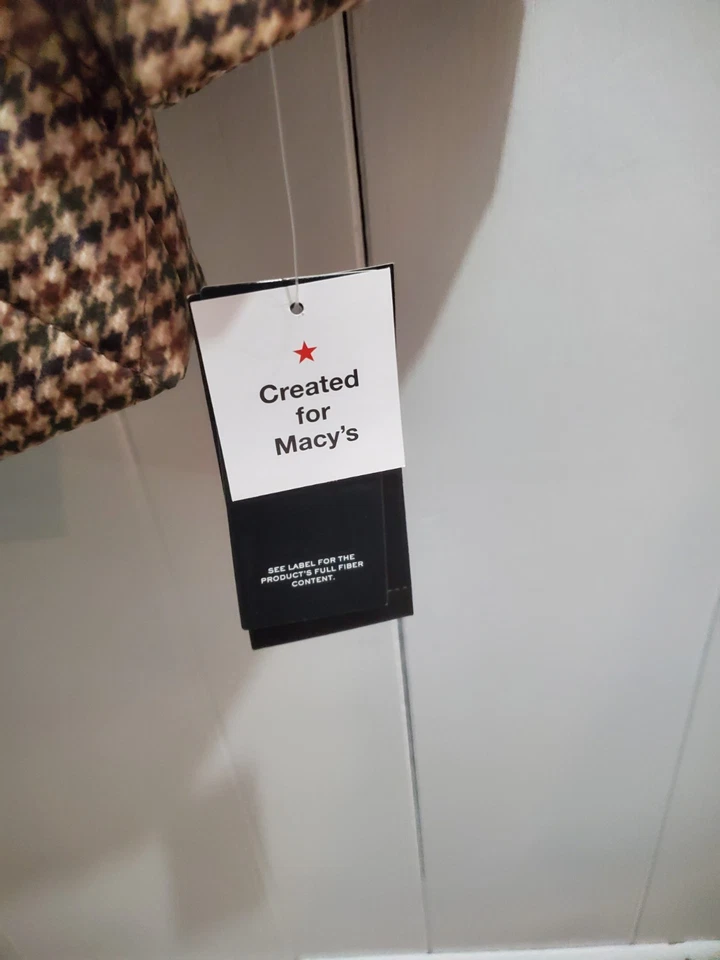 Created
for
Macy's
SEE LABEL FOR THE
PRODUCT'S FULL FIBER
CONTENT.